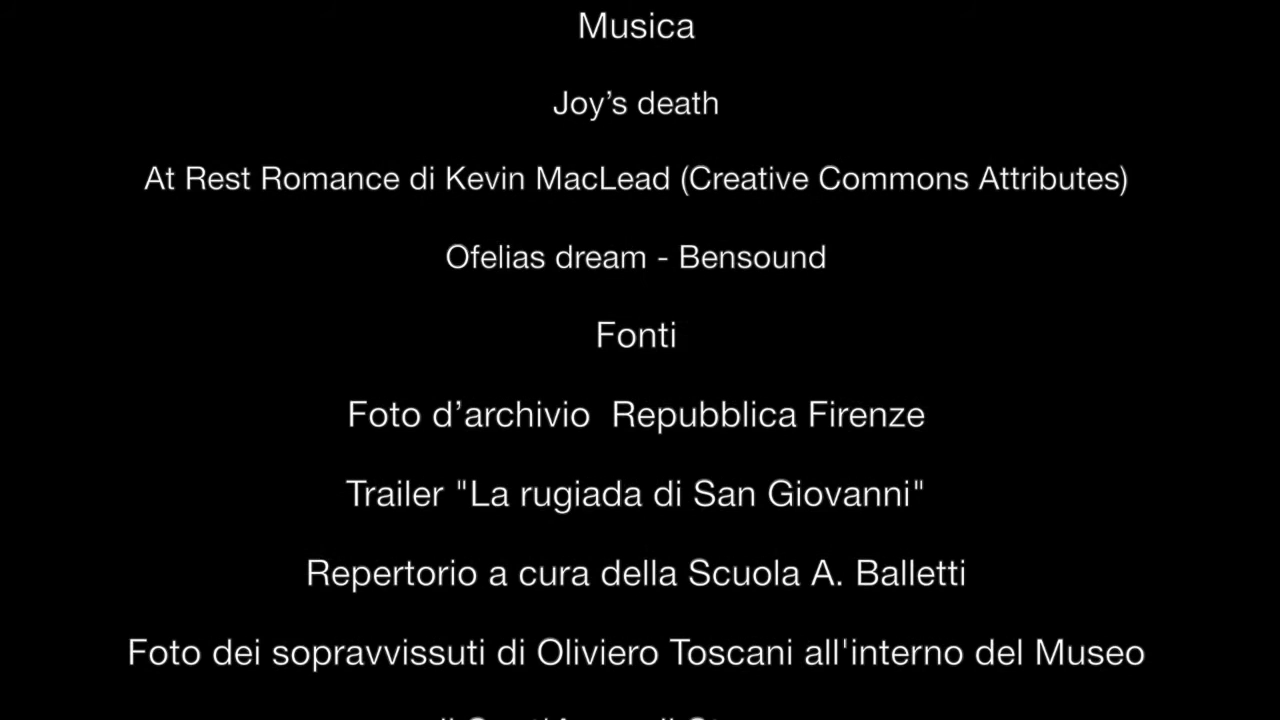 Musica
Joy’s death
At Rest Romance di Kevin MacLead (Creative Commons Attributes)
Ofelias dream - Bensound
Fonti
Foto d’archivio  Repubblica Firenze
Trailer "La rugiada di San Giovanni"
Repertorio a cura della Scuola A. Balletti
Foto dei sopravvissuti di Oliviero Toscani all'interno del Museo